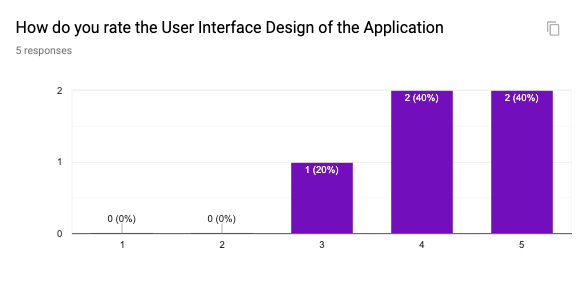 How do you rate the User Interface Design of the Application
5 responses
2
1
0
0 (0%)
0 (0%)
1 (20%)
2 (40%)
2 (40%)
1 2 3 4 5